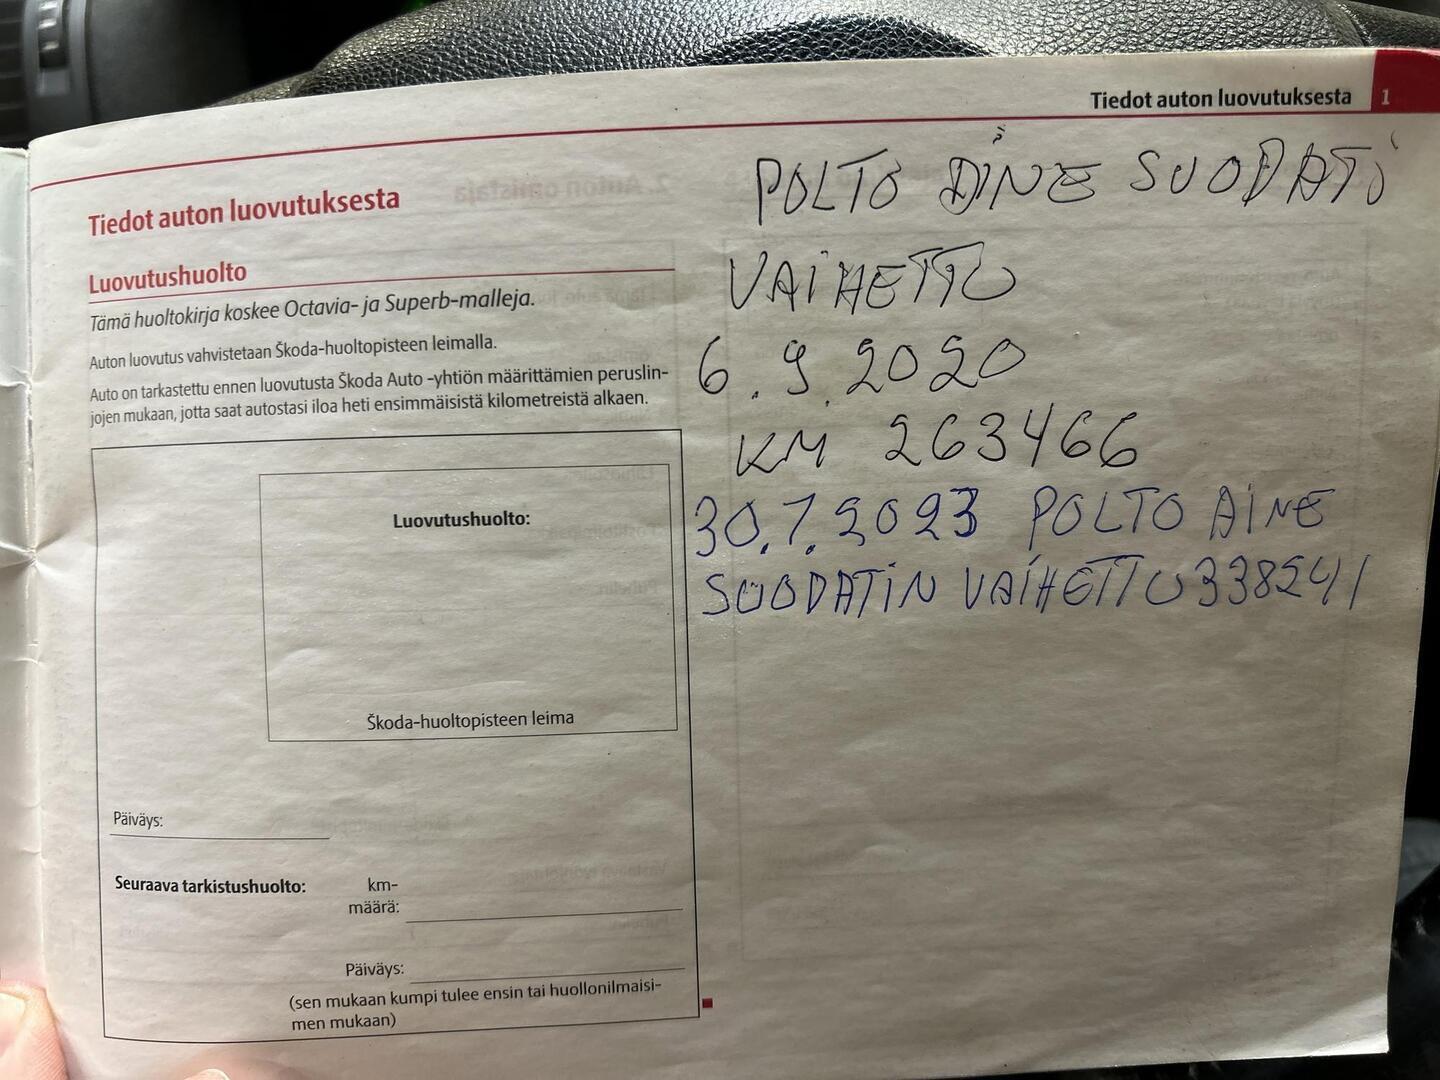 Tiedot auton luovutuksesta 1
Tiedot auton luovutuksesta
Luovutushuolto
Tämä huoltokirja koskee Octavia- ja Superb-malleja.
Auton luovutus vahvistetaan Škoda-huoltopisteen leimalla.
Auto on tarkastettu ennen luovutusta Škoda Auto -yhtiön määrittämien peruslin-
jojen mukaan, jotta saat autostasi iloa heti ensimmäisistä kilometreistä alkaen.
Luovutushuolto:
Škoda-huoltopisteen leima
Päiväys:
Seuraava tarkistushuolto: km-
määrä:
Päiväys:
(sen mukaan kumpi tulee ensin tai huollonilmaisi-
men mukaan)
POLTO AINE SUODATi
VAiHETTU
6.9.2020
KM 263466
30.7.2023 POLTO AiNE
SUODATiN VAiHETTU 338541